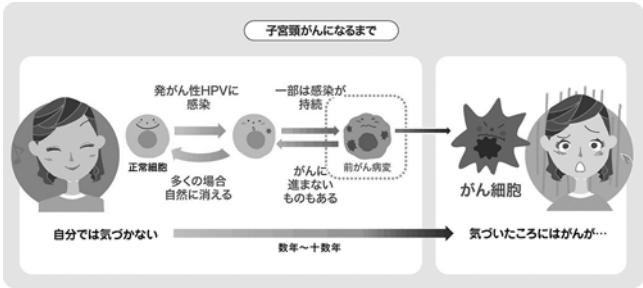 子宮頸がんになるまで
発がん性HPVに
感染
一部は感染が
持続
正常細胞
前がん病変
多くの場合
自然に消える
がんに
進まない
ものもある
がん細胞
自分では気づかない
数年〜十数年
気づいたころにはがんが…